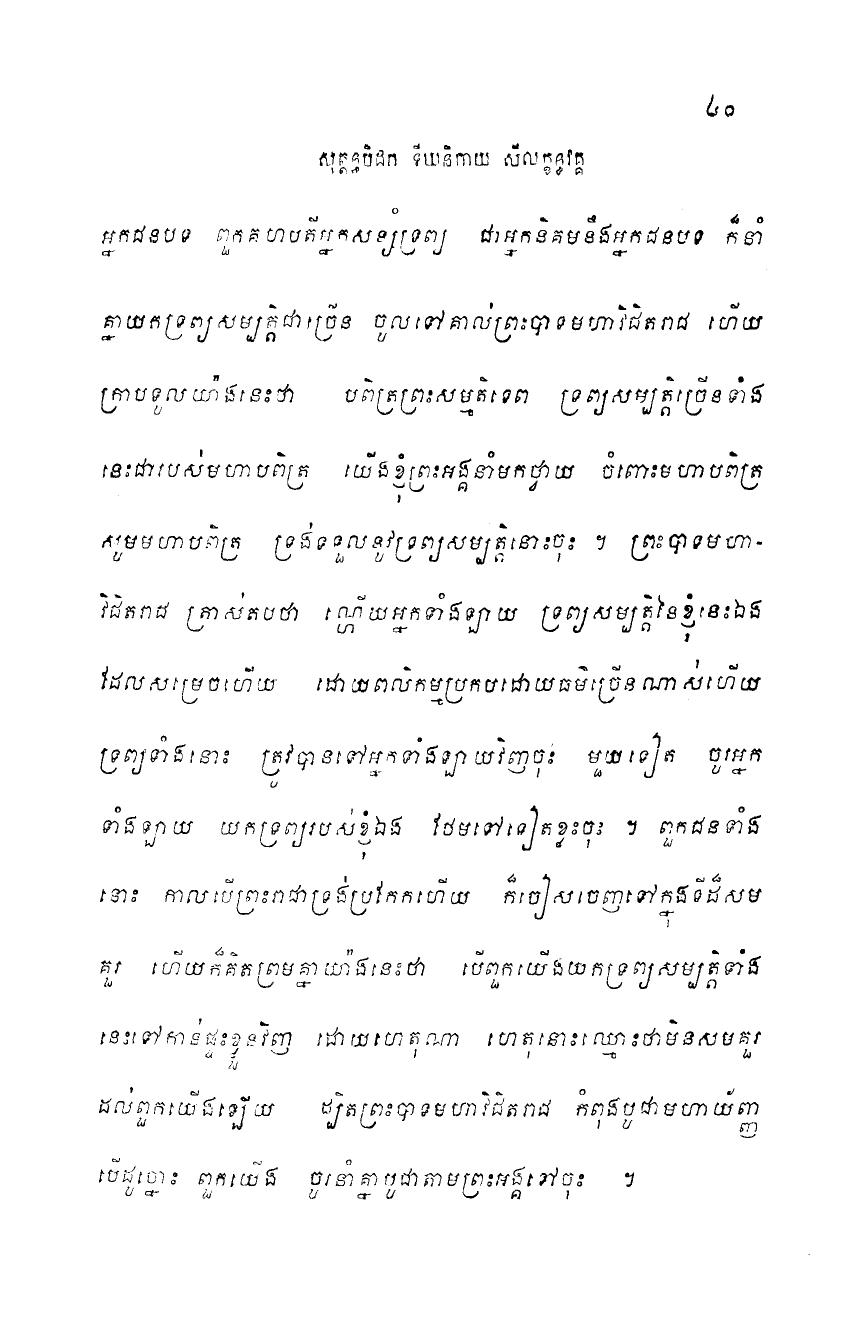 ៤០
សុត្តន្តបិដក ទីឃនិកាយ សីលក្ខន្ធវគ្គ
អ្នកជនបទ ពួកគហបតីអ្នកសន្សំទ្រព្យ ជាអ្នកនិគមនឹងអ្នកជនបទ ក៏នាំ
គ្នាយកទ្រព្យសម្បត្តិជាច្រើន ចូលទៅគាល់ព្រះបាទមហាវិជិតរាជ ហើយ
ក្រាបទូលយ៉ាងនេះថា បពិត្រព្រះសម្មតិទេព ទ្រព្យសម្បត្តិច្រើនទាំង
នេះជារបស់មហាបពិត្រ យើងខ្ញុំព្រះអង្គនាំមកថ្វាយ ចំពោះមហាបពិត្រ
សូមមហាបពិត្រ ទ្រង់ទទួលនូវទ្រព្យសម្បត្តិនោះចុះ ។ ព្រះបាទមហា-
វិជិតរាជ ត្រាស់តបថា ណ្ហើយអ្នកទាំងឡាយ ទ្រព្យសម្បត្តិនៃខ្ញុំនេះឯង
ដែលសម្រេចហើយ ដោយពលិកម្មប្រកបដោយធម៌ច្រើនណាស់ហើយ
ទ្រព្យទាំងនោះ ត្រូវបានទៅអ្នកទាំងឡាយវិញចុះ មួយទៀត ចូរអ្នក
ទាំងឡាយ យកទ្រព្យរបស់ខ្ញុំឯង ថែមទៅទៀតខ្លះចុះ ។ ពួកជនទាំង
នោះ កាលបើព្រះរាជាទ្រង់ប្រកែកហើយ ក៏ចៀសចេញទៅក្នុងទីដ៏សម
គួរ ហើយក៏គិតព្រមគ្នាយ៉ាងនេះថា បើពួកយើងយកទ្រព្យសម្បត្តិទាំង
នេះទៅកាន់ផ្ទះខ្លួនវិញ ដោយហេតុណា ហេតុនោះឈ្មោះថាមិនសមគួរ
ដល់ពួកយើងឡើយ ដ្បិតព្រះបាទមហាវិជិតរាជ កំពុងបូជាមហាយ័ញ្ញ
បើដូច្នោះ ពួកយើង ចូរនាំគ្នាបូជាតាមព្រះអង្គទៅចុះ ។